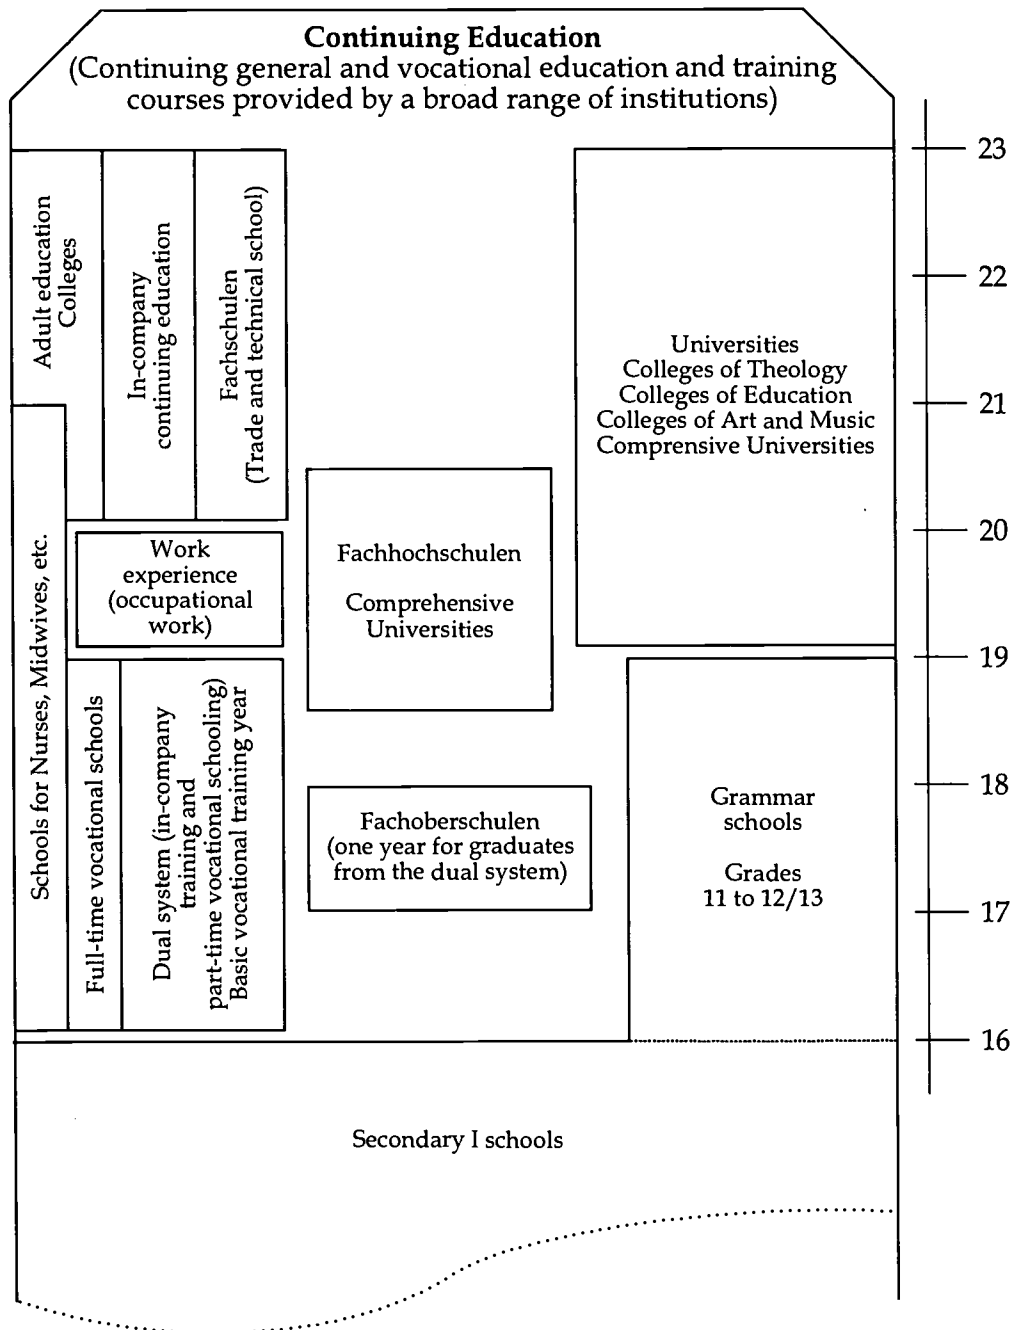 Continuing Education
(Continuing general and vocational education and training
courses provided by a broad range of institutions)
Adult education
Colleges
In-company
continuing education
Fachschulen
(Trade and technical school)
Universities
Colleges of Theology
Colleges of Education
Colleges of Art and Music
Comprensive Universities
Schools for Nurses, Midwives, etc.
Work
experience
(occupational
work)
Fachhochschulen
Comprehensive
Universities
Full-time vocational schools
Dual system (in-company
training and
part-time vocational schooling)
Basic vocational training year
Fachoberschulen
(one year for graduates
from the dual system)
Grammar
schools
Grades
11 to 12/13
Secondary I schools
23
22
21
20
19
18
17
16